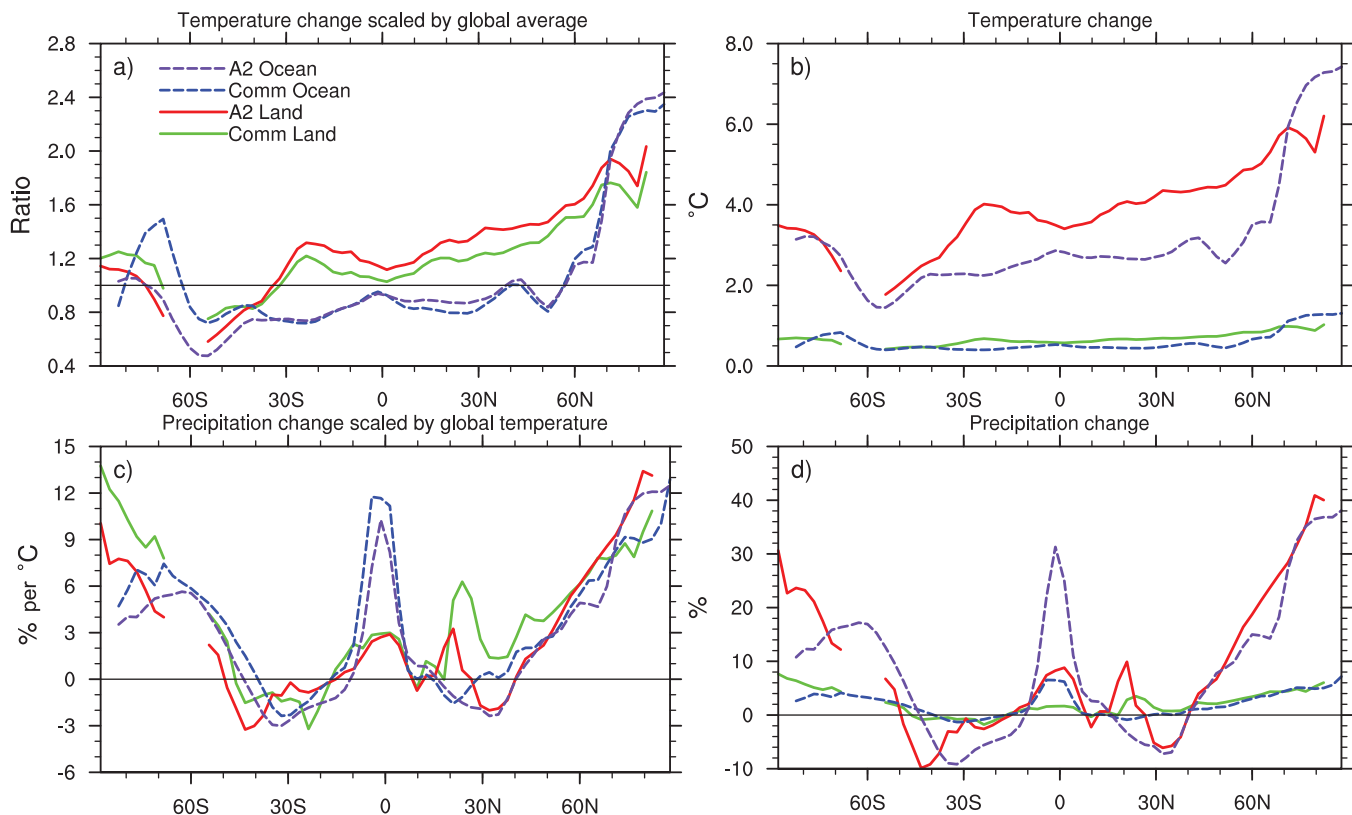 Temperature change scaled by global average
Temperature change
a)
A2 Ocean
Comm Ocean
A2 Land
Comm Land
Ratio
2.8
2.4
2.0
1.6
1.2
0.8
0.4
60S 30S 0 30N 60N
b)
°C
8.0
6.0
4.0
2.0
0.0
60S 30S 0 30N 60N
Precipitation change scaled by global temperature
Precipitation change
c)
% per °C
15
12
9
6
3
0
-3
-6
60S 30S 0 30N 60N
d)
%
50
40
30
20
10
0
-10
60S 30S 0 30N 60N